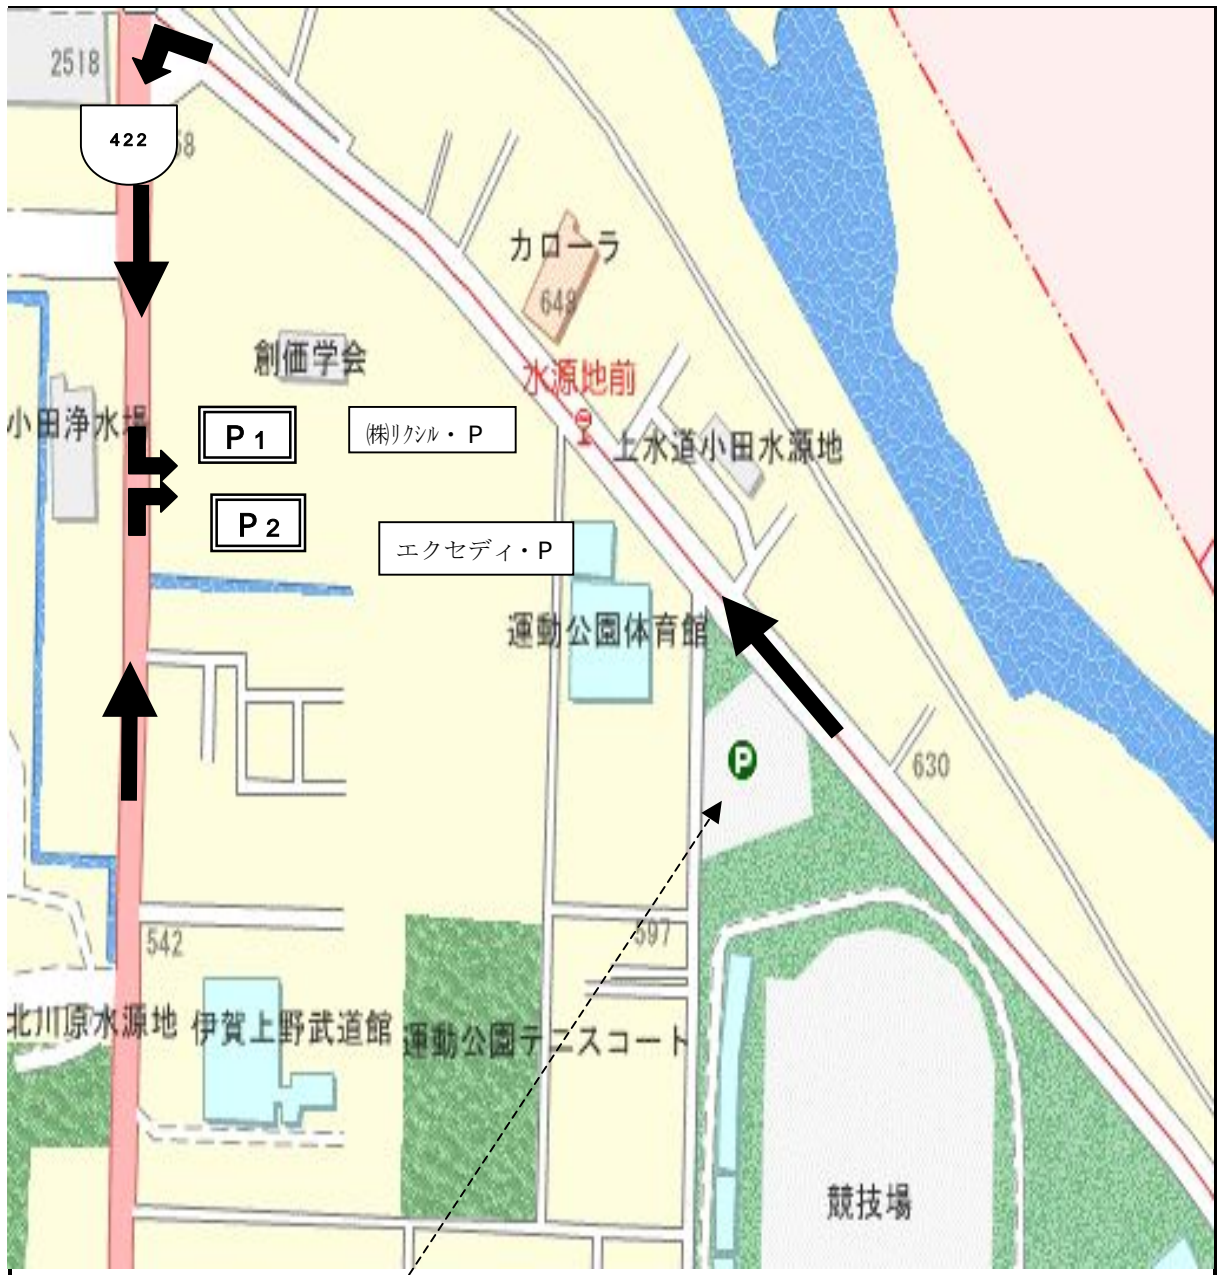 2518
422
58
カローラ
649
創価学会
水源地前
小田浄水場
P 1
㈱リクシル・ P
上水道小田水源地
P 2
エクセディ・P
運動公園体育館
P
630
542
597
北川原水源地
伊賀上野武道館
運動公園テニスコート
競技場